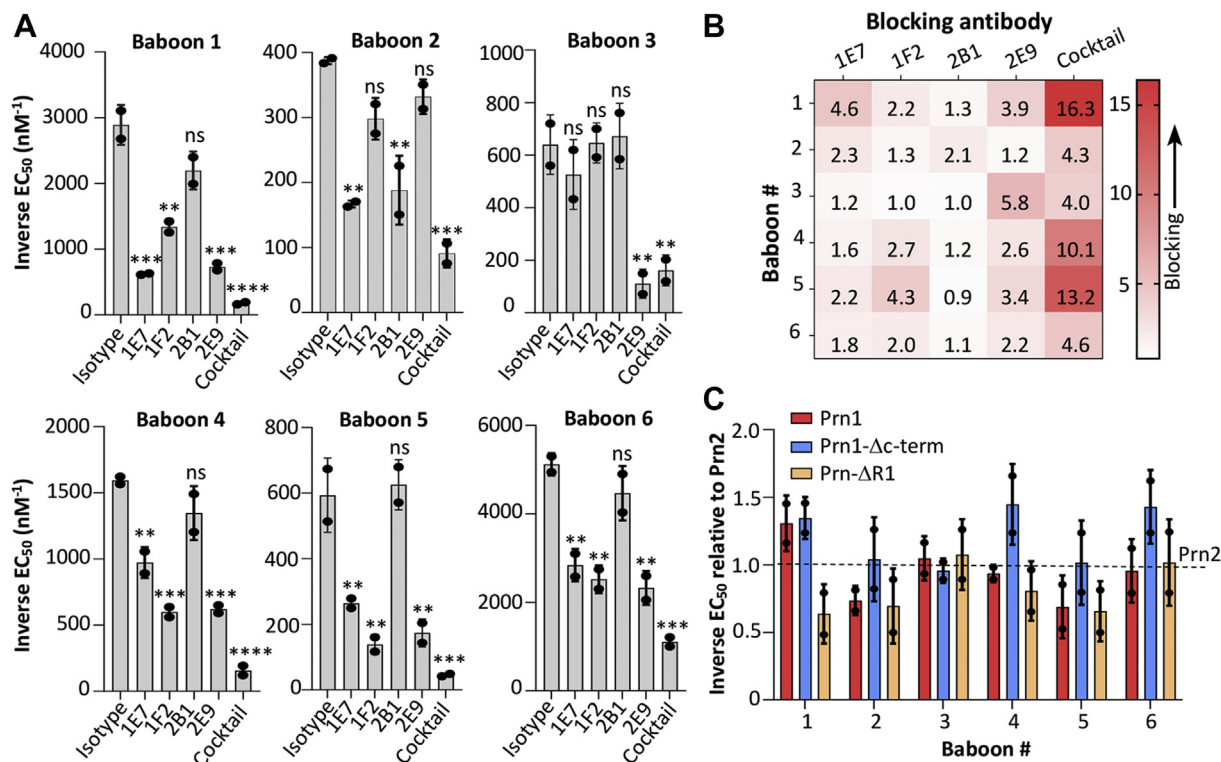 A
Baboon 1
Baboon 2
Baboon 3
Inverse EC50 (nM-1)
4000
3000
2000
1000
0
***
**
ns
***
****
Isotype
1E7
1F2
2B1
2E9
Cocktail
400
300
200
100
0
**
ns
**
ns
***
Isotype
1E7
1F2
2B1
2E9
Cocktail
1000
800
600
400
200
0
ns
ns
ns
**
**
Isotype
1E7
1F2
2B1
2E9
Cocktail
Baboon 4
Baboon 5
Baboon 6
Inverse EC50 (nM-1)
2000
1500
1000
500
0
**
***
ns
***
****
Isotype
1E7
1F2
2B1
2E9
Cocktail
800
600
400
200
0
**
**
ns
**
***
Isotype
1E7
1F2
2B1
2E9
Cocktail
6000
4000
2000
0
**
**
ns
**
***
Isotype
1E7
1F2
2B1
2E9
Cocktail
B
Blocking antibody
1E7 1F2 2B1 2E9 Cocktail
Baboon #
1 4.6 2.2 1.3 3.9 16.3
2 2.3 1.3 2.1 1.2 4.3
3 1.2 1.0 1.0 5.8 4.0
4 1.6 2.7 1.2 2.6 10.1
5 2.2 4.3 0.9 3.4 13.2
6 1.8 2.0 1.1 2.2 4.6
15
10
5
Blocking
C
Prn1
Prn1-Δc-term
Prn-ΔR1
Inverse EC50 relative to Prn2
2.0
1.5
1.0
0.5
0
Prn2
1 2 3 4 5 6
Baboon #